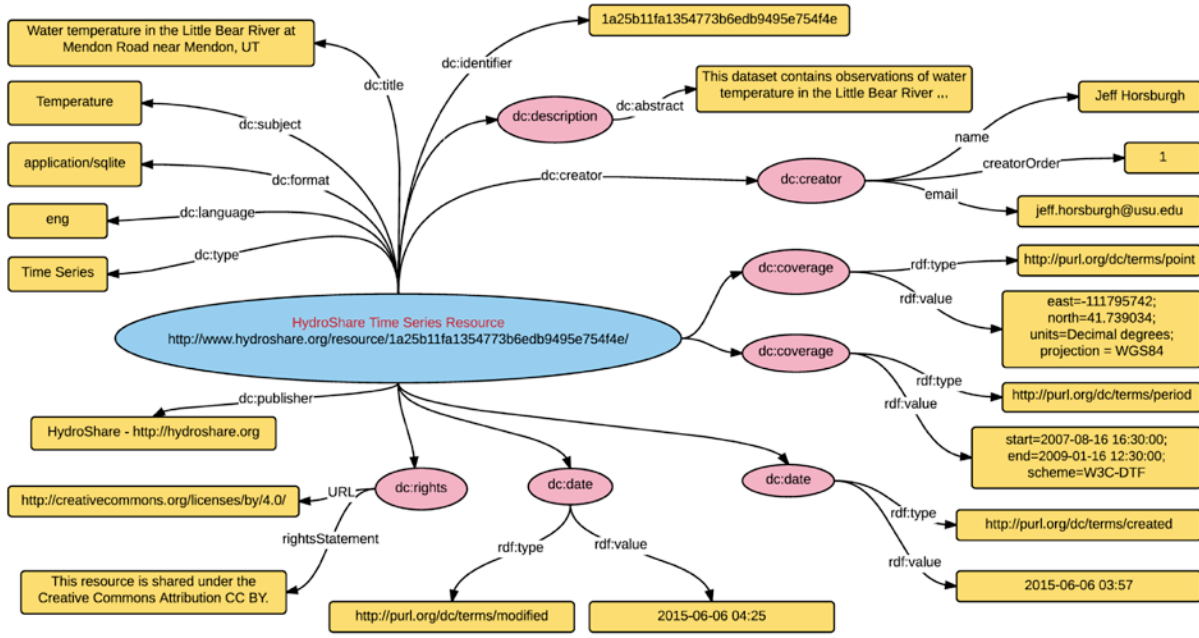 Water temperature in the Little Bear River at
Mendon Road near Mendon, UT
1a25b11fa1354773b6edb9495e754f4e
dc:title
dc:identifier
This dataset contains observations of water
temperature in the Little Bear River ...
dc:abstract
dc:description
Temperature
dc:subject
Jeff Horsburgh
name
application/sqlite
dc:format
dc:creator
dc:creator
creatorOrder
1
email
jeff.horsburgh@usu.edu
eng
dc:language
Time Series
dc:type
dc:coverage
rdf:type
http://purl.org/dc/terms/point
rdf:value
east=-111795742;
north=41.739034;
units=Decimal degrees;
projection = WGS84
HydroShare Time Series Resource
http://www.hydroshare.org/resource/1a25b11fa1354773b6edb9495e754f4e/
dc:coverage
rdf:type
http://purl.org/dc/terms/period
rdf:value
start=2007-08-16 16:30:00;
end=2009-01-16 12:30:00;
scheme=W3C-DTF
dc:publisher
HydroShare - http://hydroshare.org
dc:rights
URL
http://creativecommons.org/licenses/by/4.0/
rightsStatement
This resource is shared under the
Creative Commons Attribution CC BY.
dc:date
rdf:type
http://purl.org/dc/terms/modified
rdf:value
2015-06-06 04:25
dc:date
rdf:type
http://purl.org/dc/terms/created
rdf:value
2015-06-06 03:57